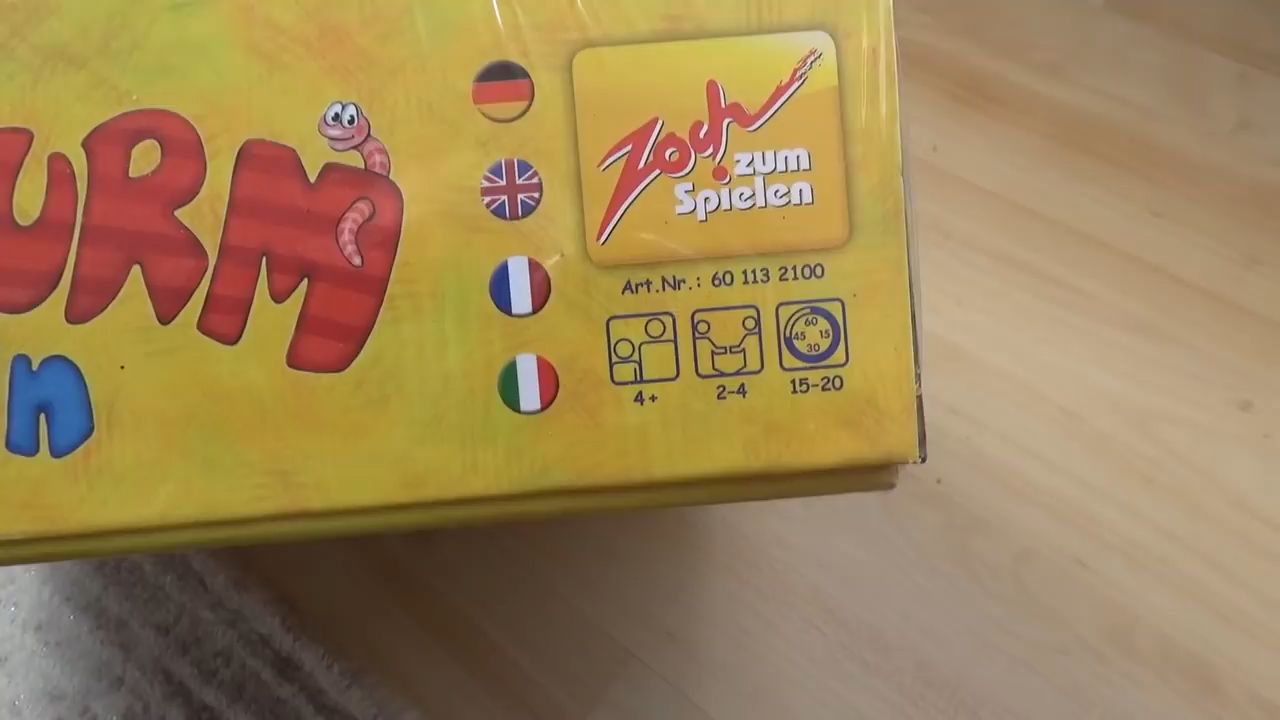 URM
n
Zoch
zum
Spielen
Art.Nr.: 60 113 2100
60
45 15
30
4+ 2-4 15-20